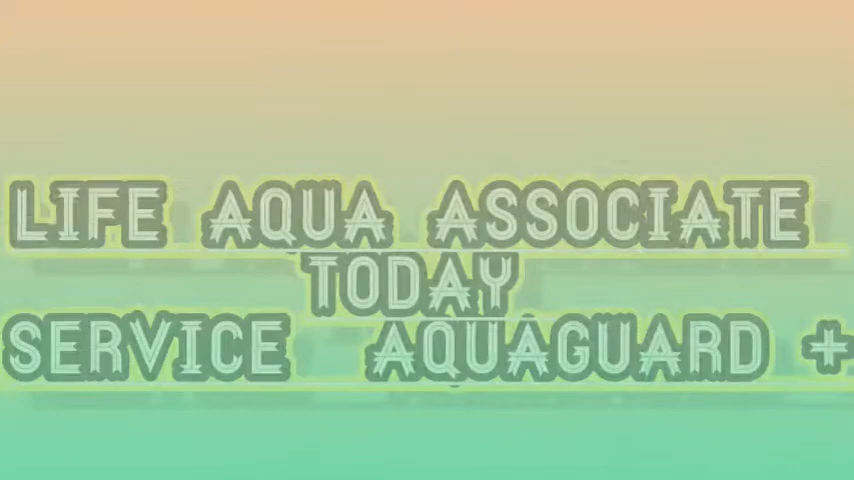 LIFE AQUA ASSOCIATE
TODAY
SERVICE AQUAGUARD +